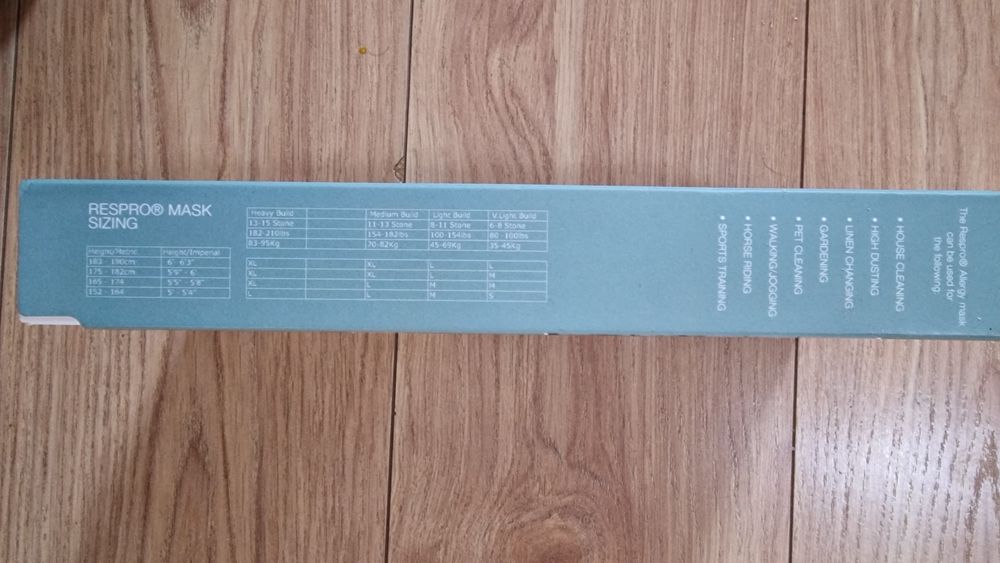 RESPRO® MASK
SIZING
Heavy Build Medium Build Light Build V.Light Build
13-15 Stone 11-13 Stone 8-11 Stone 6-8 Stone
182-210lbs 154-182lbs 100-154lbs 80-100lbs
83-95Kg 70-82Kg 45-69Kg 35-45Kg
Height/Metric Height/Imperial
183 - 190cm 6' - 6'3" XL XL L L
175 - 182cm 5'9" - 6' XL XL L L
165 - 174 5'5" - 5'8" XL L M M
152 - 164 5' - 5'4" L L M S
The Respro® Allergy mask
can be used for
the following:
• HOUSE CLEANING
• HIGH DUSTING
• LINEN CHANGING
• GARDENING
• PET CLEANING
• WALKING/JOGGING
• HORSE RIDING
• SPORTS TRAINING